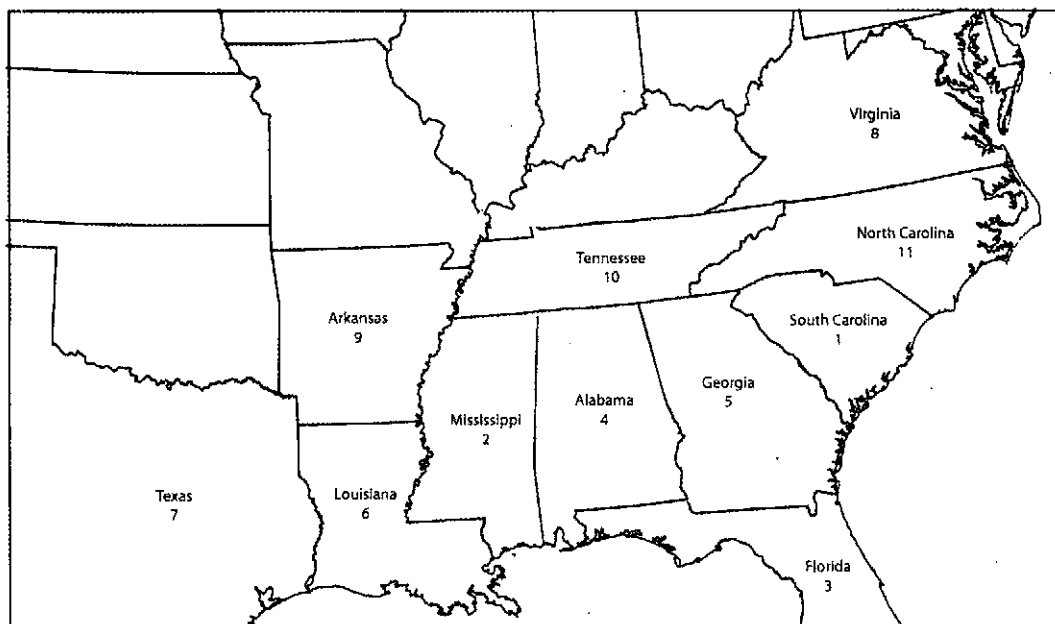 Virginia
8
North Carolina
11
Tennessee
10
Arkansas
9
South Carolina
1
Georgia
5
Alabama
4
Mississippi
2
Texas
7
Louisiana
6
Florida
3